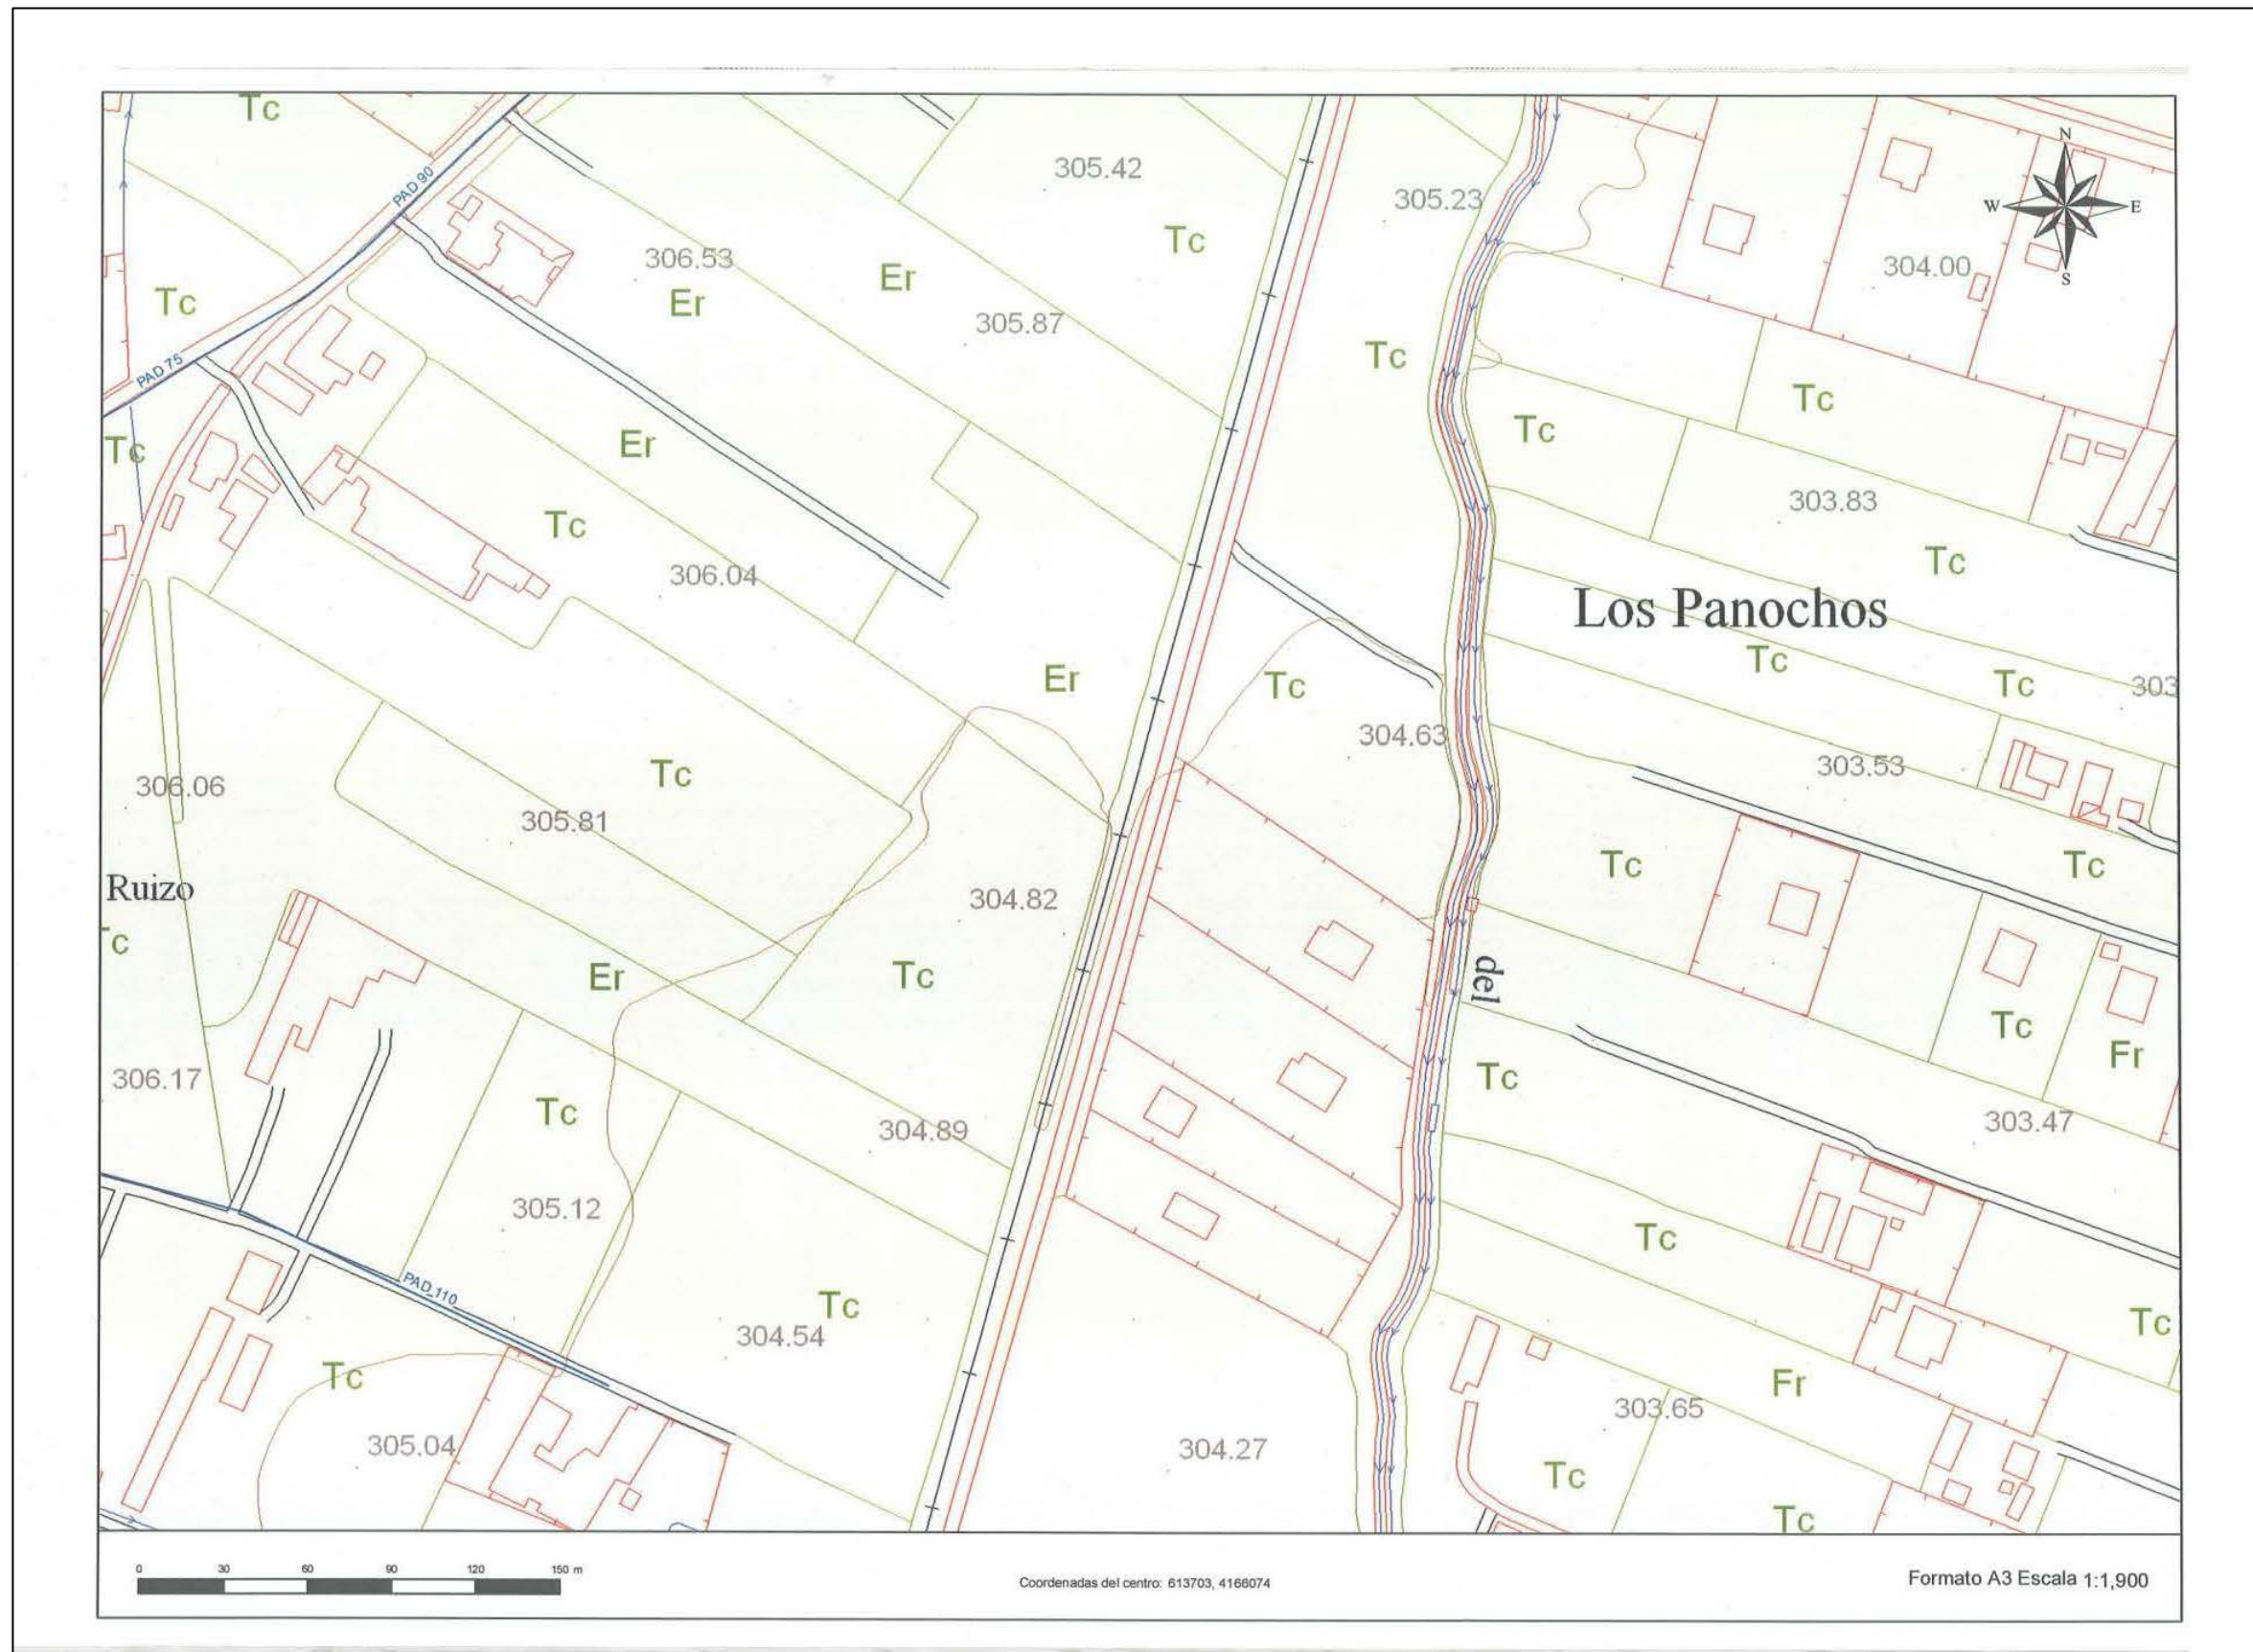 Tc
N
PAD 90
305.42
305.23
W
E
Tc
306.53
Er
304.00
S
Tc
Er
305.87
Tc
PAD 75
Tc
Tc
Er
Tc
303.83
Tc
306.04
Tc
Los Panochos
Er
Tc
Tc
Tc
303
304.63
Tc
303.53
306.06
305.81
Ruizo
304.82
Tc
Tc
Tc
Er
Tc
del
Tc
306.17
Tc
Tc
Fr
304.89
303.47
305.12
Tc
PAD 110
Tc
304.54
Tc
Tc
Fr
303.65
305.04
304.27
Tc
Tc
0 30 60 90 120 150 m
Coordenadas del centro: 613703, 4166074
Formato A3 Escala 1:1,900